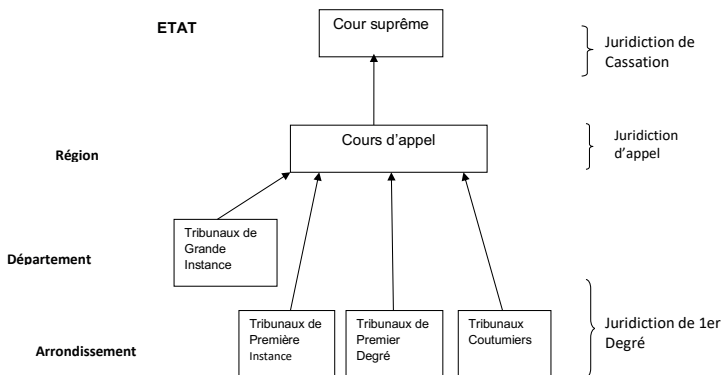 ETAT
Cour suprême
Juridiction de
Cassation
Région
Cours d'appel
Juridiction
d'appel
Département
Tribunaux de
Grande
Instance
Arrondissement
Tribunaux de
Première
Instance
Tribunaux de
Premier
Degré
Tribunaux
Coutumiers
Juridiction de 1er
Degré